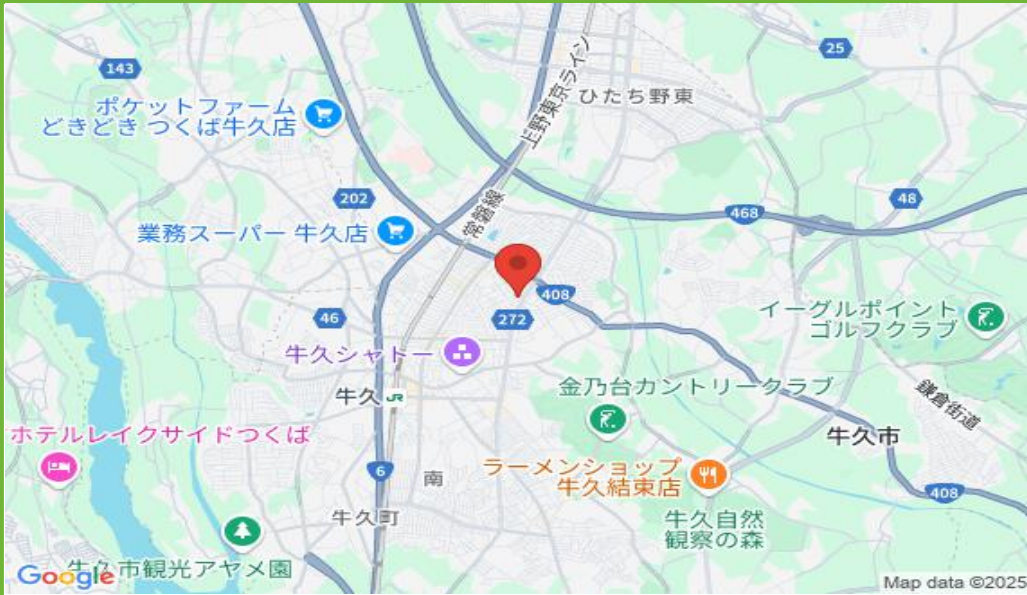 25
143
上野東京ライン
ひたち野東
ポケットファーム
どきどき つくば牛久店
202
48
常磐線
468
業務スーパー 牛久店
408
272
イーグルポイント
ゴルフクラブ
46
牛久シャトー
金乃台カントリークラブ
牛久 JR
鎌倉街道
ホテルレイクサイドつくば
牛久市
6
南
ラーメンショップ
牛久結束店
408
牛久町
牛久自然
観察の森
牛久市観光アヤメ園
Google
Map data ©2025